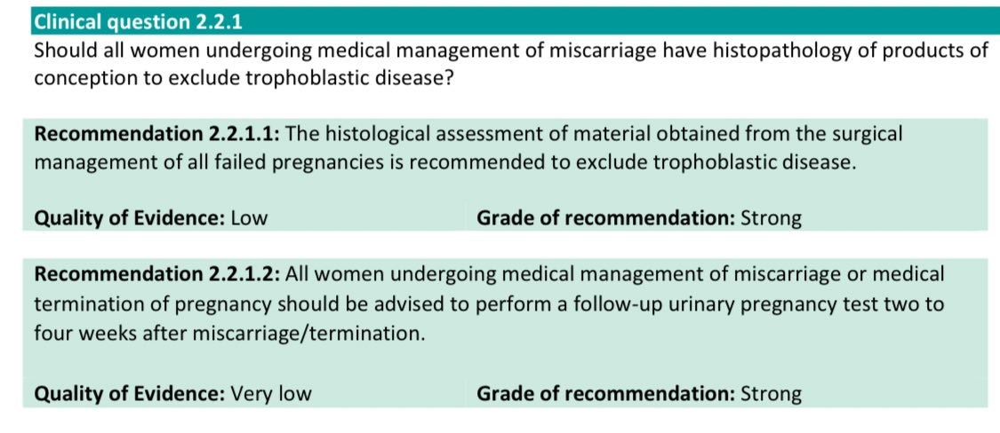 Clinical question 2.2.1
Should all women undergoing medical management of miscarriage have histopathology of products of
conception to exclude trophoblastic disease?
Recommendation 2.2.1.1: The histological assessment of material obtained from the surgical
management of all failed pregnancies is recommended to exclude trophoblastic disease.
Quality of Evidence: Low Grade of recommendation: Strong
Recommendation 2.2.1.2: All women undergoing medical management of miscarriage or medical
termination of pregnancy should be advised to perform a follow-up urinary pregnancy test two to
four weeks after miscarriage/termination.
Quality of Evidence: Very low Grade of recommendation: Strong